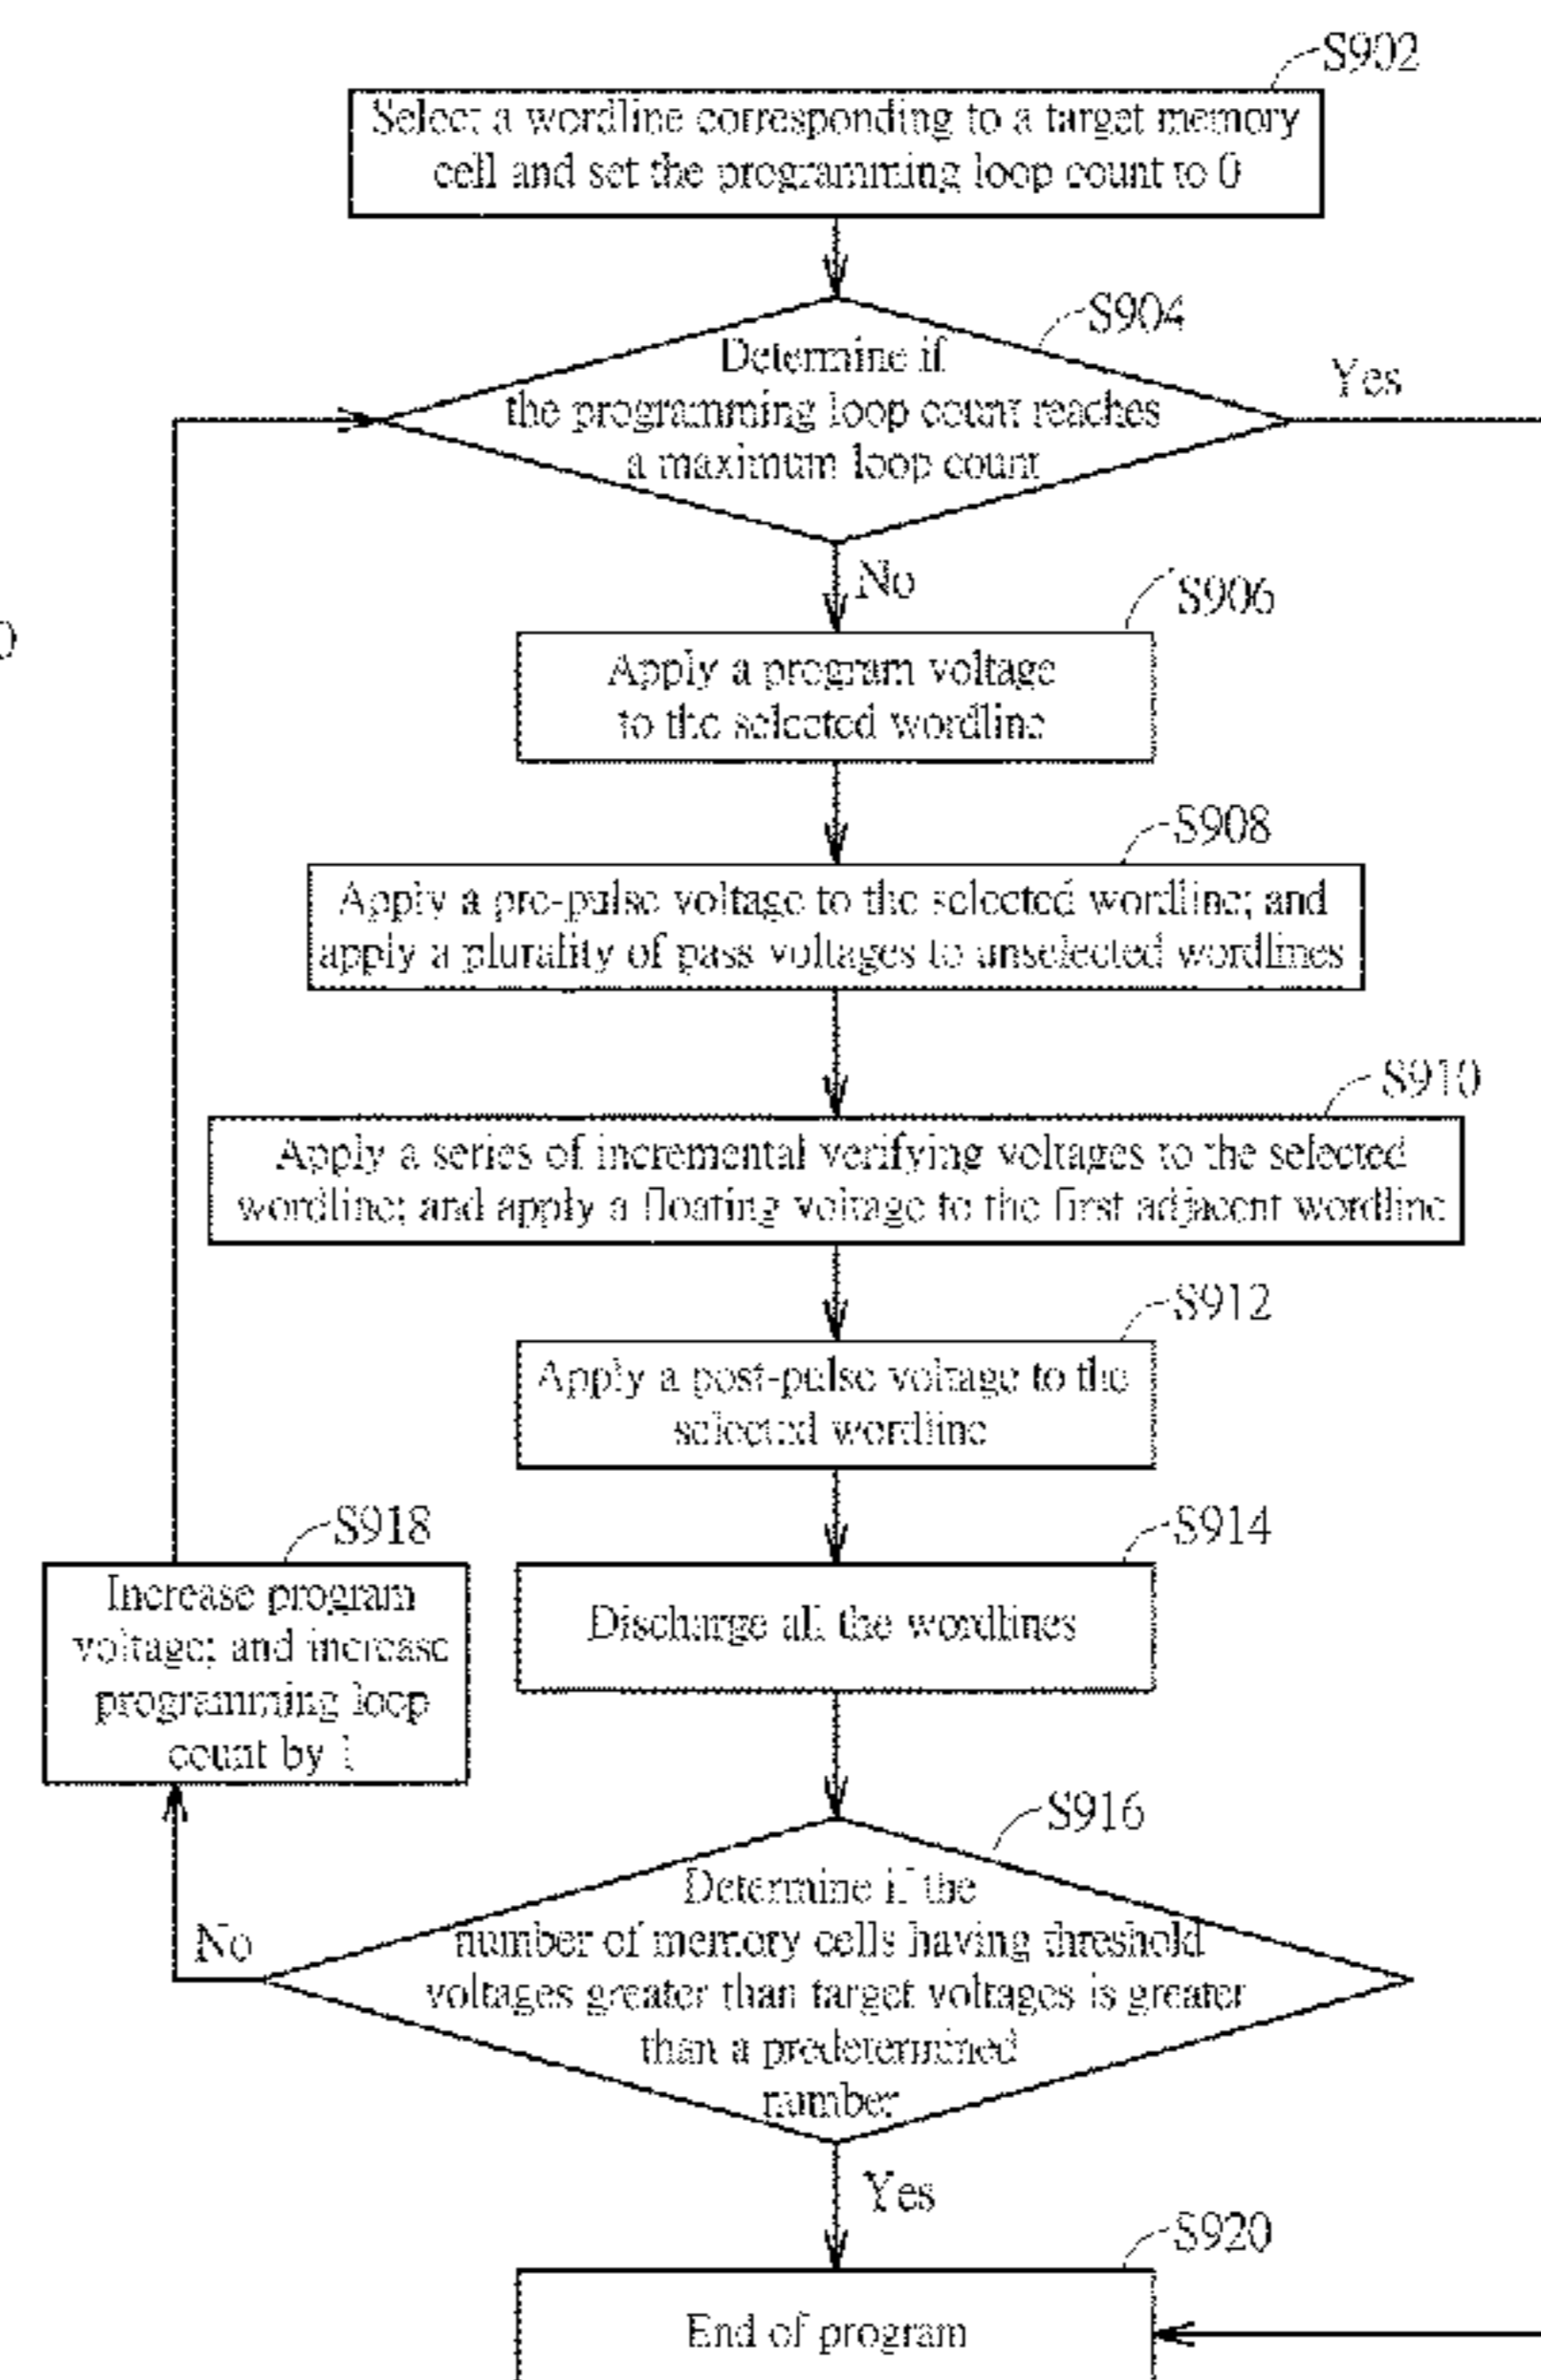 S902
Select a wordline corresponding to a target memory
cell and set the programming loop count to 0
S904
Determine if
the programming loop count reaches
a maximum loop count
Yes
No
S906
Apply a program voltage
to the selected wordline
S908
Apply a pre-pulse voltage to the selected wordline; and
apply a plurality of pass voltages to unselected wordlines
S910
Apply a series of incremental verifying voltages to the selected
wordline; and apply a floating voltage to the first adjacent wordline
S912
Apply a post-pulse voltage to the
selected wordline
S914
Discharge all the wordlines
S918
Increase program
voltage; and increase
programming loop
count by 1
S916
Determine if the
number of memory cells having threshold
voltages greater than target voltages is greater
than a predetermined
number
No
Yes
S920
End of program